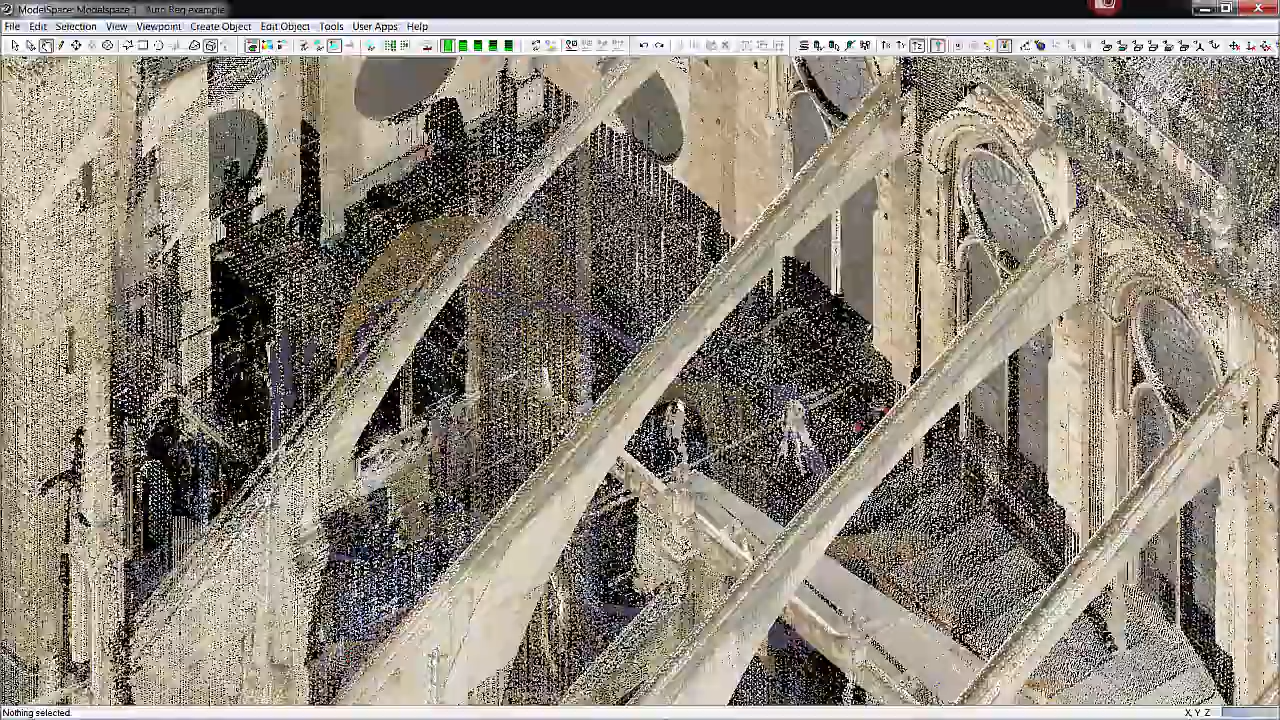 ModelSpace: Modelspace 1 : Auto Reg example
File Edit Selection View Viewpoint Create Object Edit Object Tools User Apps Help
Nothing selected.
X, Y, Z